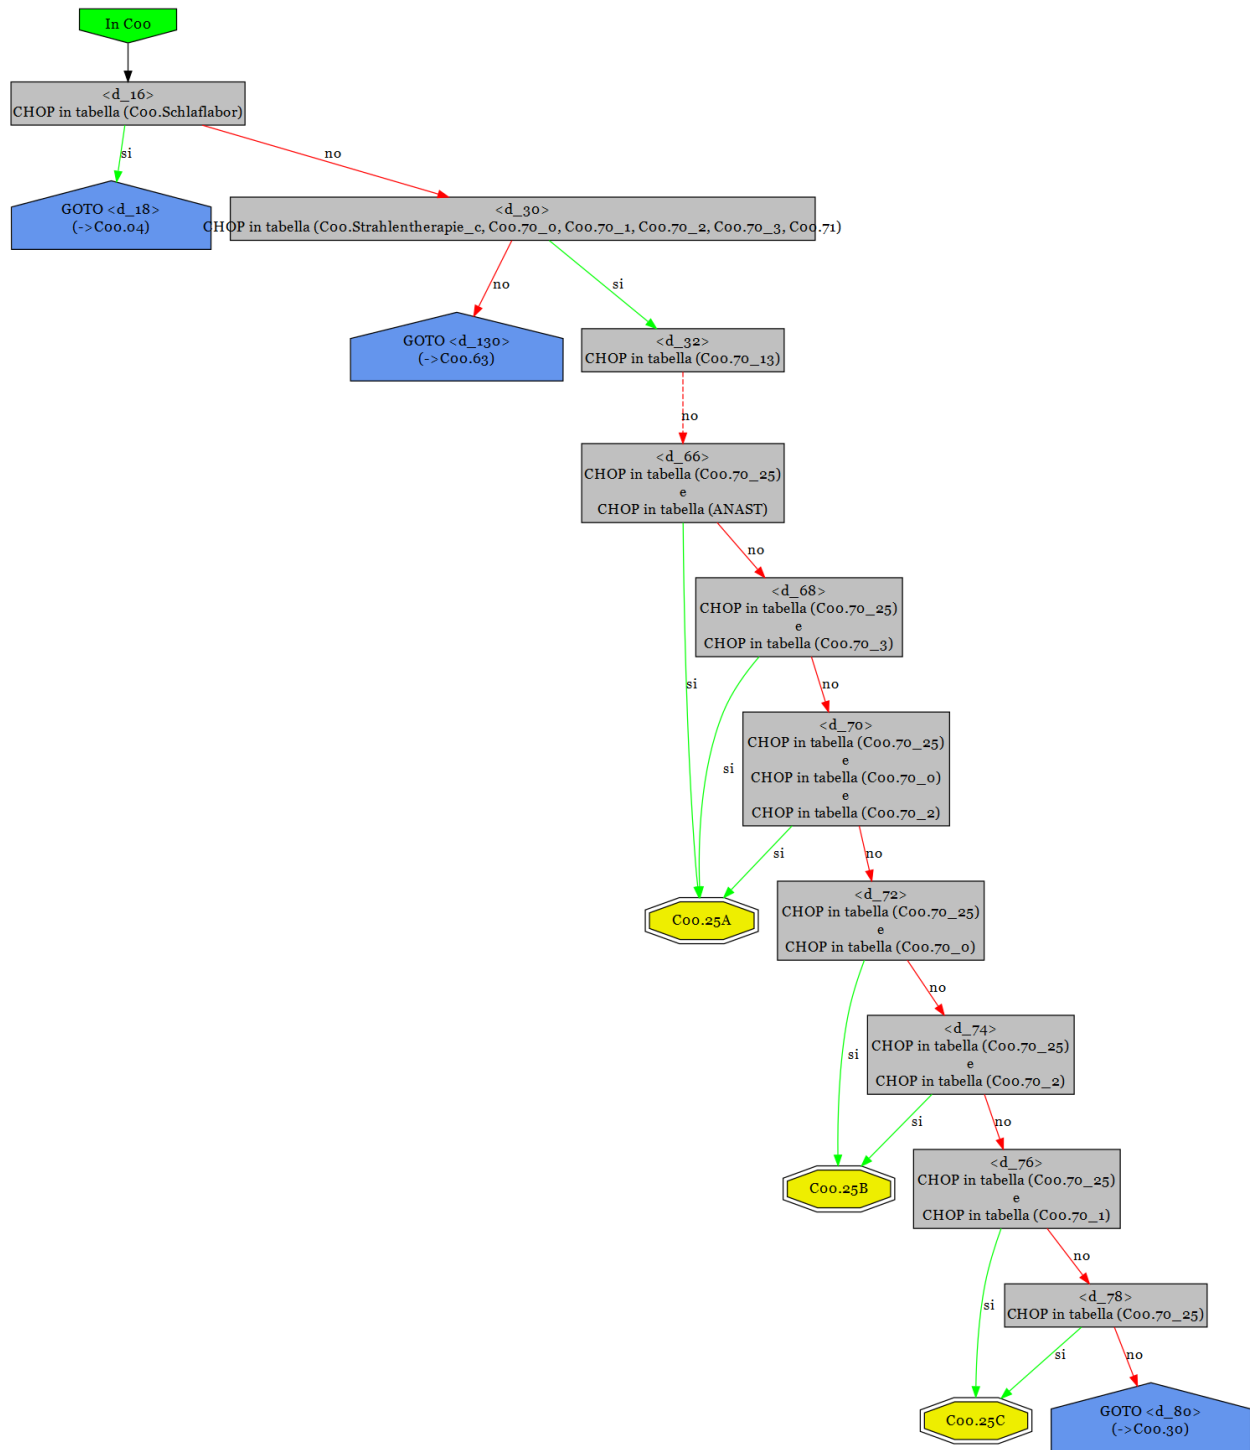 In C00
<d_16>
CHOP in tabella (C00.Schlaflabor)
si
no
GOTO <d_18>
(->C00.04)
<d_30>
CHOP in tabella (C00.Strahlentherapie_c, C00.70_0, C00.70_1, C00.70_2, C00.70_3, C00.71)
no
si
GOTO <d_130>
(->C00.63)
<d_32>
CHOP in tabella (C00.70_13)
no
<d_66>
CHOP in tabella (C00.70_25)
e
CHOP in tabella (ANAST)
no
si
<d_68>
CHOP in tabella (C00.70_25)
e
CHOP in tabella (C00.70_3)
no
si
<d_70>
CHOP in tabella (C00.70_25)
e
CHOP in tabella (C00.70_0)
e
CHOP in tabella (C00.70_2)
si
no
C00.25A
<d_72>
CHOP in tabella (C00.70_25)
e
CHOP in tabella (C00.70_0)
no
si
<d_74>
CHOP in tabella (C00.70_25)
e
CHOP in tabella (C00.70_2)
si
no
C00.25B
<d_76>
CHOP in tabella (C00.70_25)
e
CHOP in tabella (C00.70_1)
no
si
<d_78>
CHOP in tabella (C00.70_25)
si
no
C00.25C
GOTO <d_80>
(->C00.30)